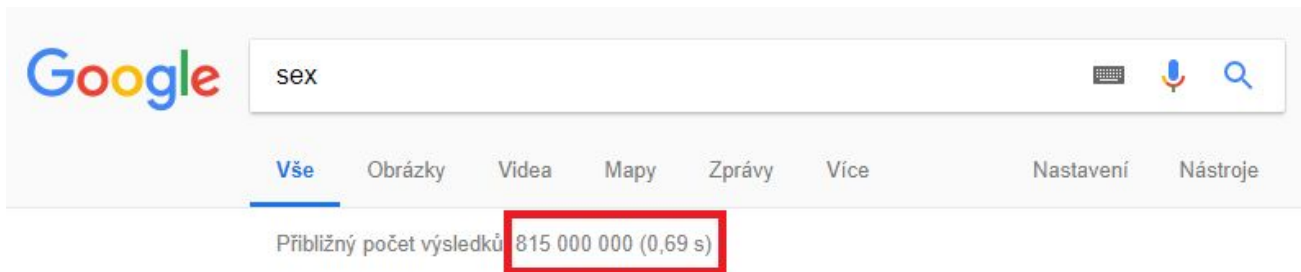 Google sex
Vše Obrázky Videa Mapy Zprávy Více Nastavení Nástroje
Přibližný počet výsledků 815 000 000 (0,69 s)